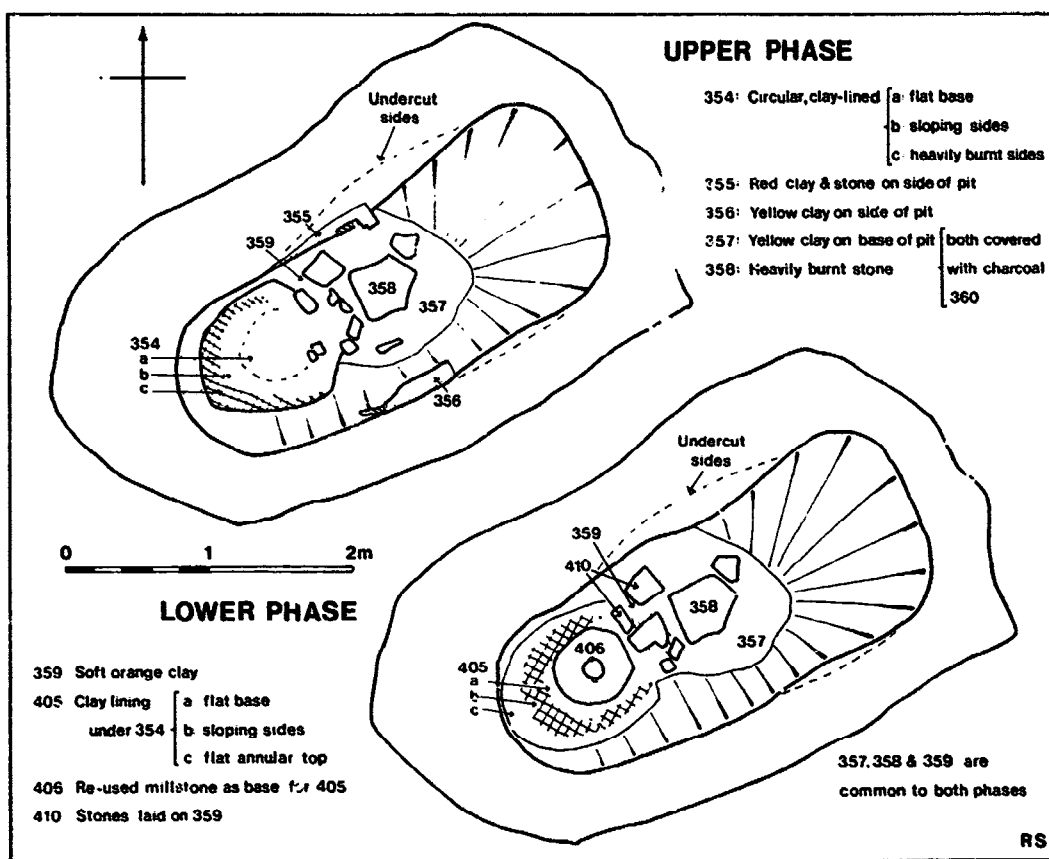 UPPER PHASE
354: Circular, clay-lined
a flat base
b sloping sides
c heavily burnt sides
355: Red clay & stone on side of pit
356: Yellow clay on side of pit
357: Yellow clay on base of pit
358: Heavily burnt stone
both covered
with charcoal
360
Undercut
sides
355
359
358
357
354
a
b
c
356
0 1 2m
LOWER PHASE
359 Soft orange clay
405 Clay lining
under 354
a flat base
b sloping sides
c flat annular top
406 Re-used millstone as base for 405
410 Stones laid on 359
Undercut
sides
359
410
358
357
406
405
a
c
357, 358 & 359 are
common to both phases
RS